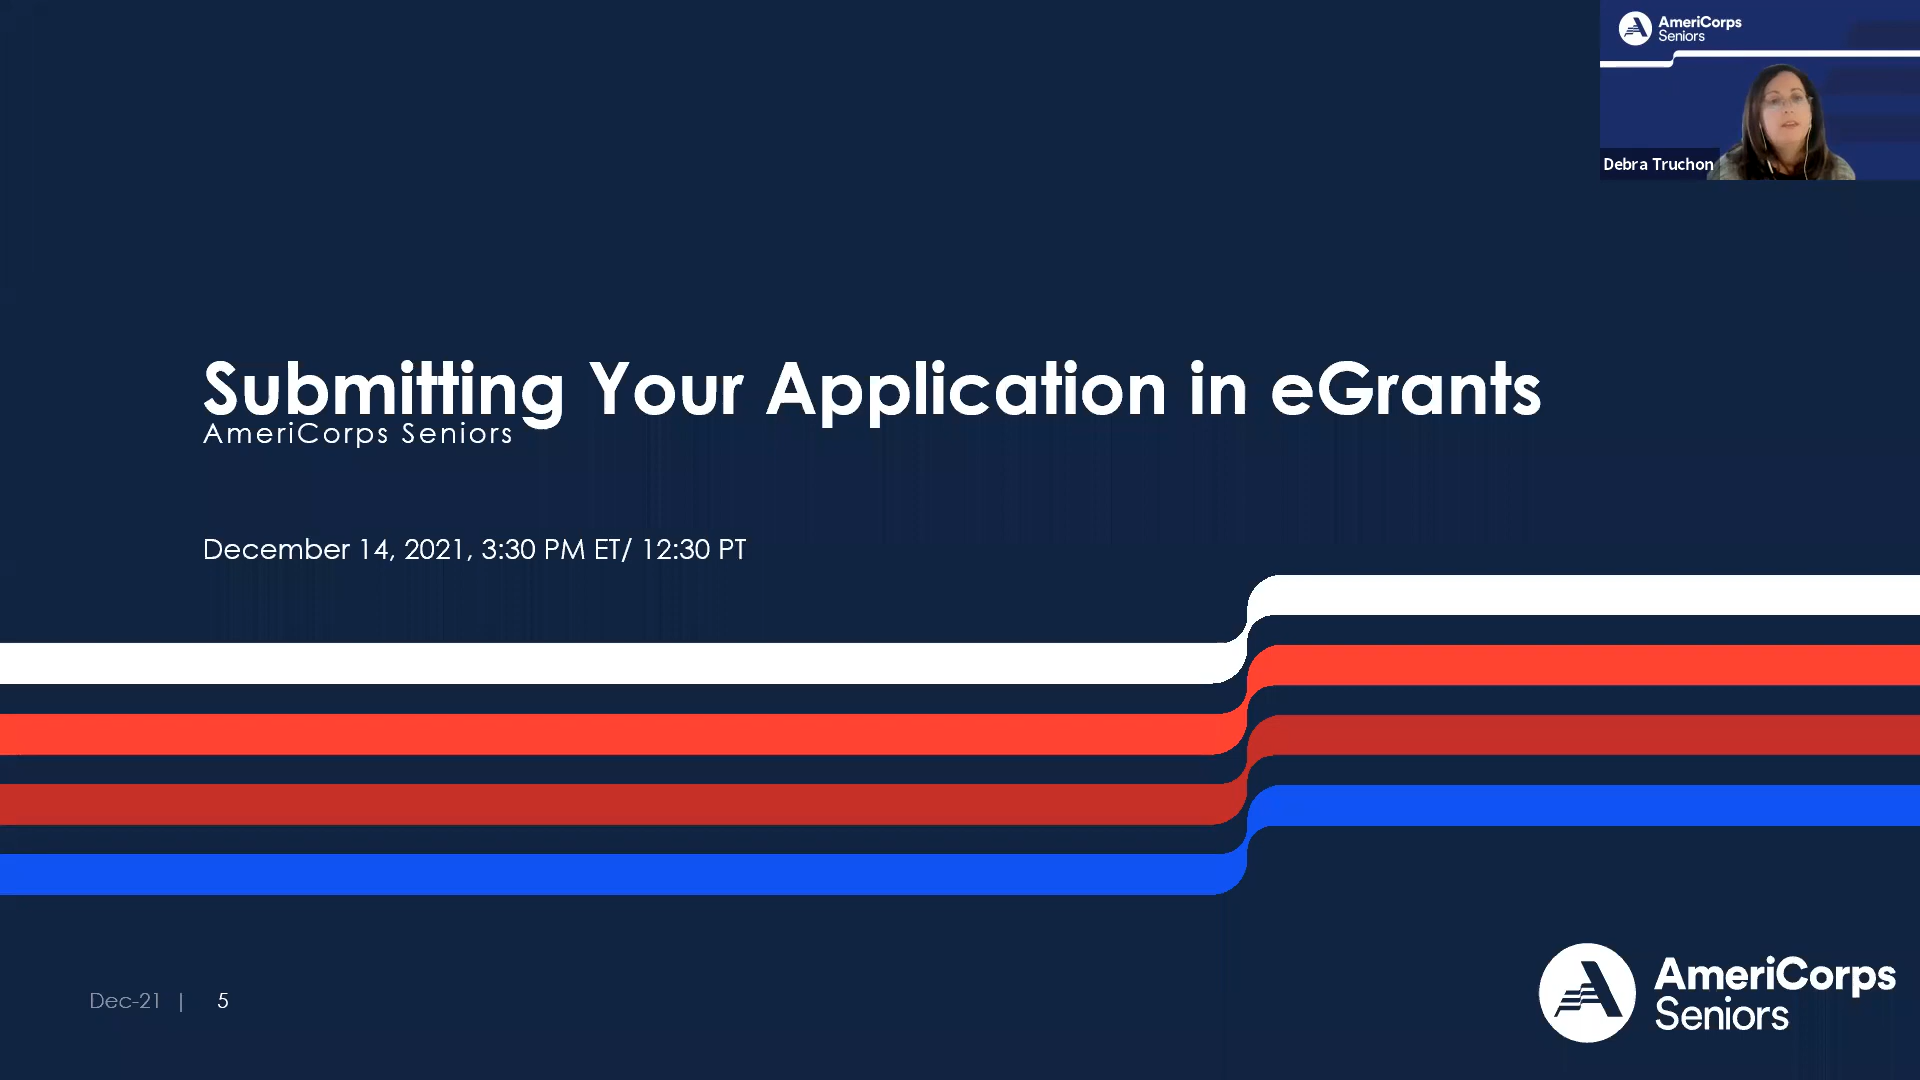 AmeriCorps
Seniors
Debra Truchon
Submitting Your Application in eGrants
AmeriCorps Seniors
December 14, 2021, 3:30 PM ET/ 12:30 PT
Dec-21 | 5
AmeriCorps
Seniors